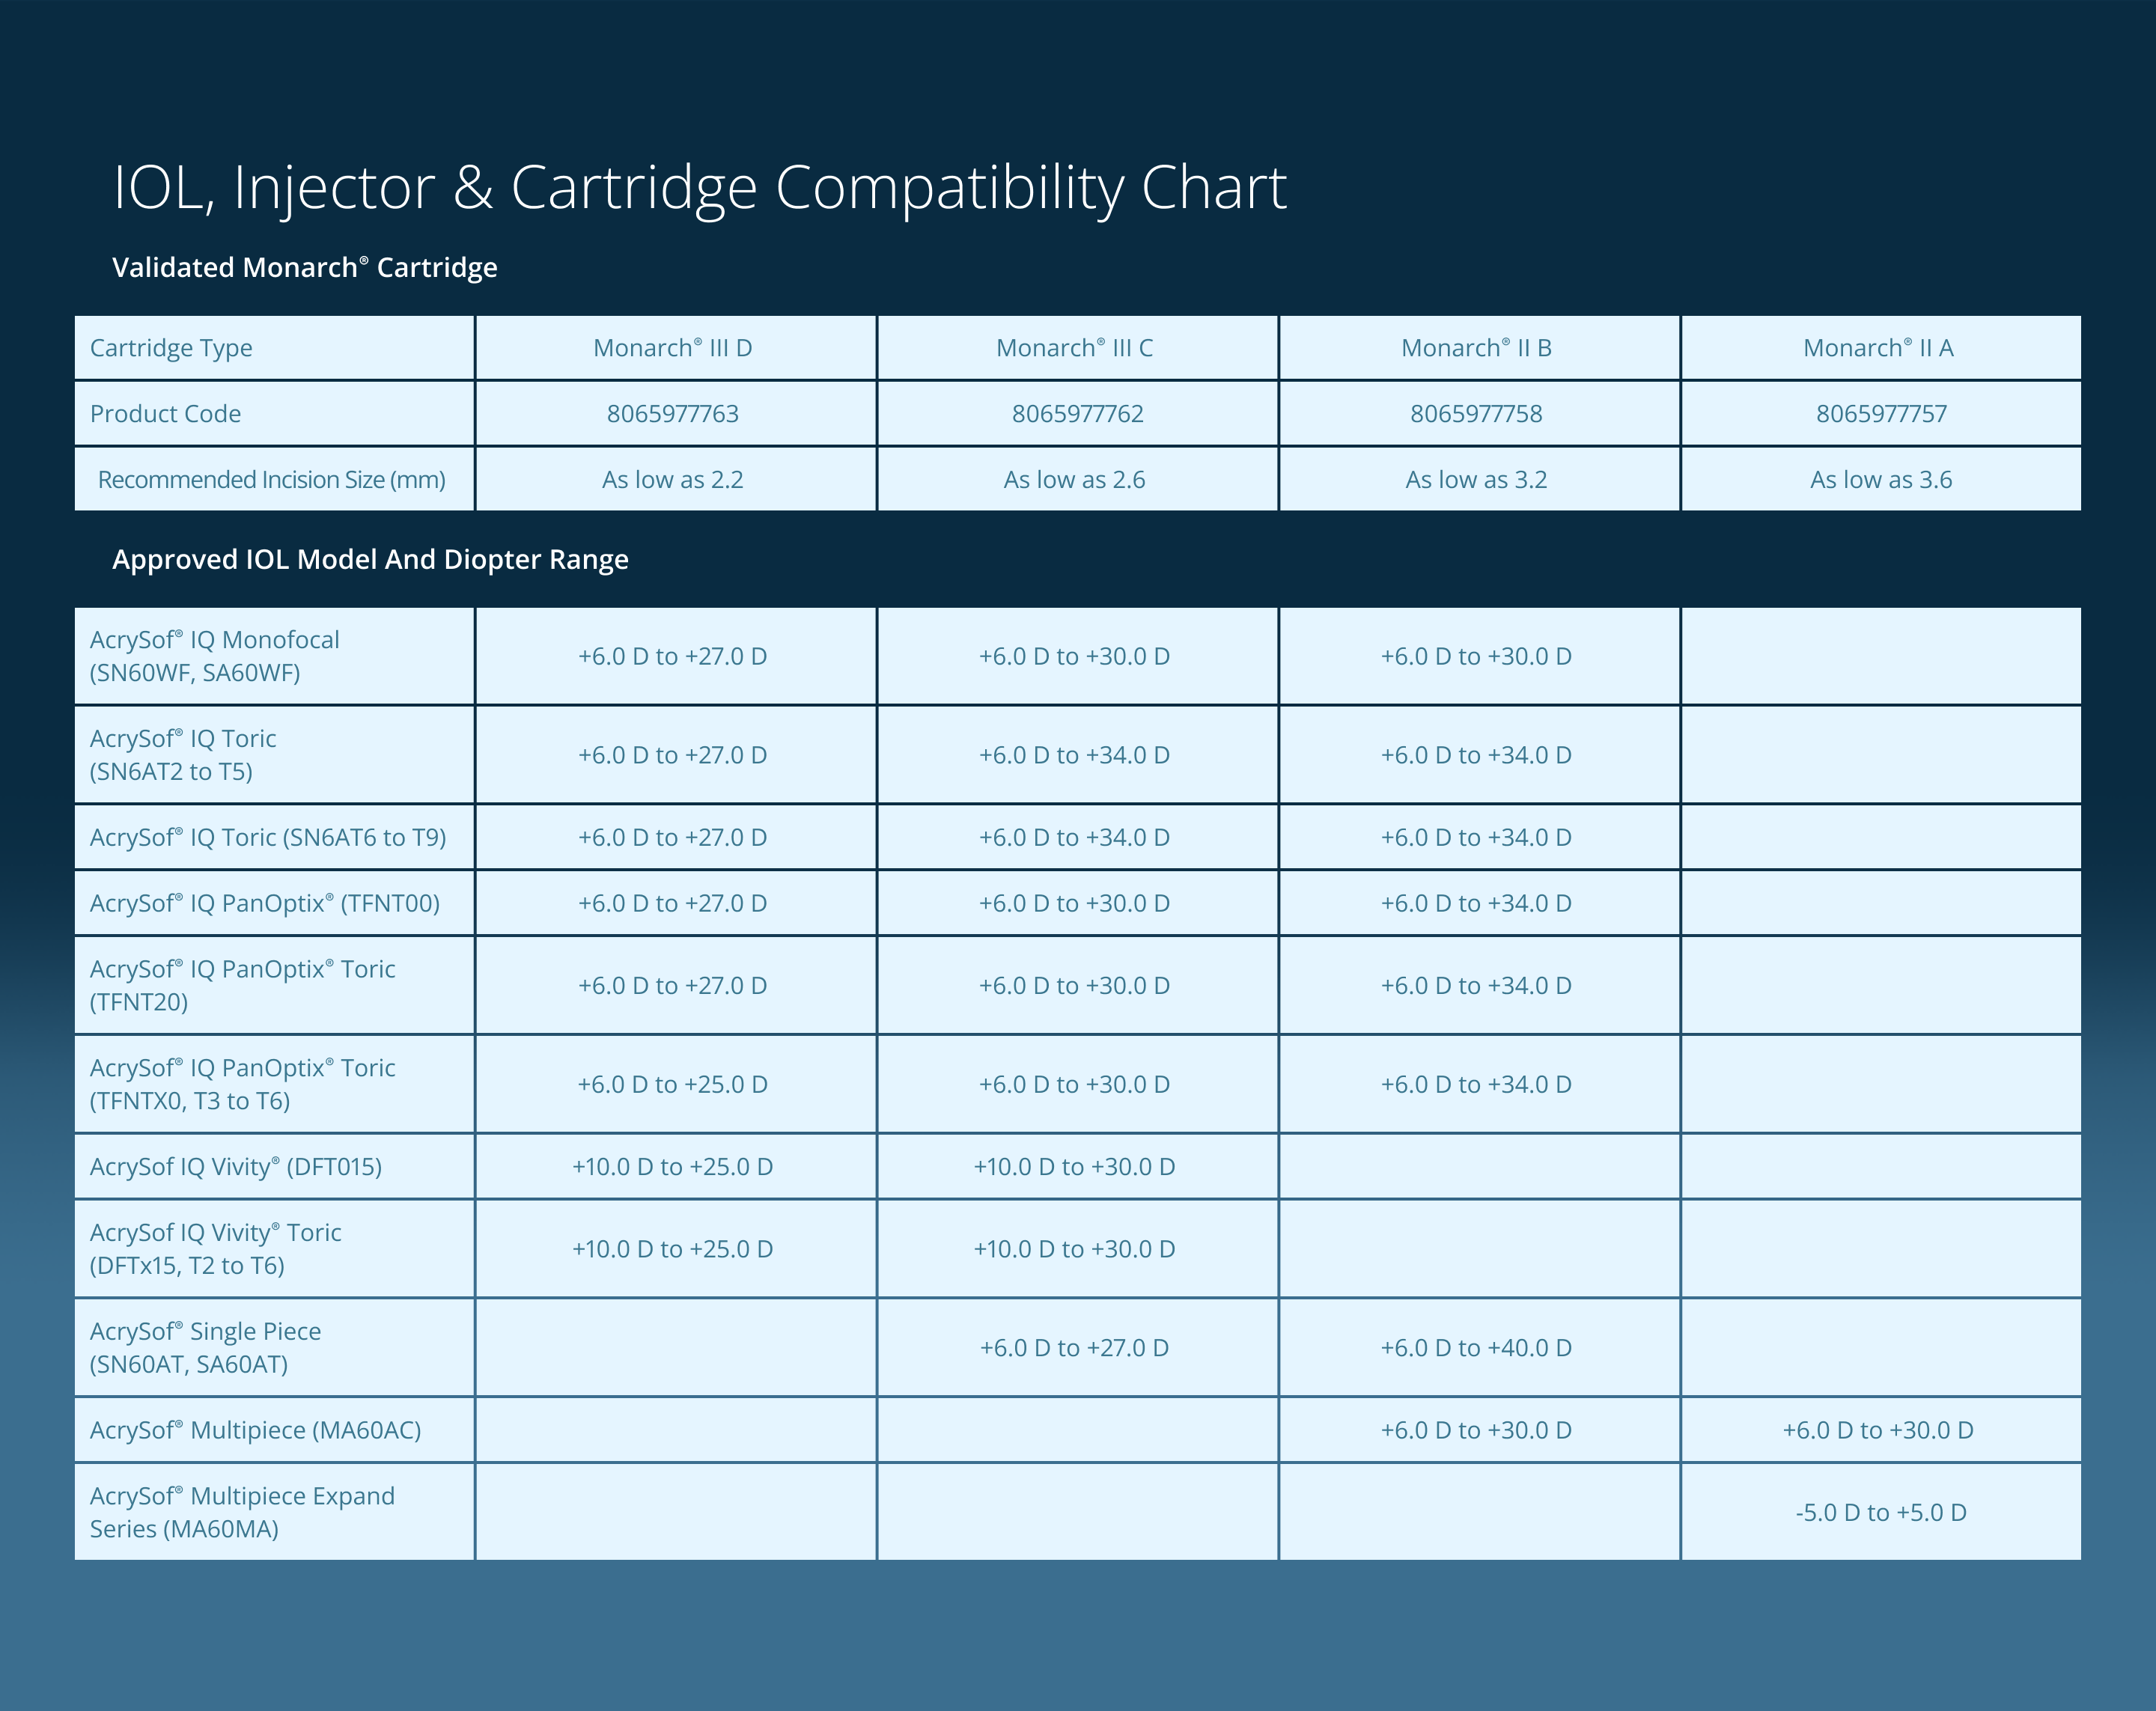 IOL, Injector & Cartridge Compatibility Chart
Validated Monarch® Cartridge
Cartridge Type Monarch® III D Monarch® III C Monarch® II B Monarch® II A
Product Code 8065977763 8065977762 8065977758 8065977757
Recommended Incision Size (mm) As low as 2.2 As low as 2.6 As low as 3.2 As low as 3.6
Approved IOL Model And Diopter Range
AcrySof® IQ Monofocal
(SN60WF, SA60WF) +6.0 D to +27.0 D +6.0 D to +30.0 D +6.0 D to +30.0 D
AcrySof® IQ Toric
(SN6AT2 to T5) +6.0 D to +27.0 D +6.0 D to +34.0 D +6.0 D to +34.0 D
AcrySof® IQ Toric (SN6AT6 to T9) +6.0 D to +27.0 D +6.0 D to +34.0 D +6.0 D to +34.0 D
AcrySof® IQ PanOptix® (TFNT00) +6.0 D to +27.0 D +6.0 D to +30.0 D +6.0 D to +34.0 D
AcrySof® IQ PanOptix® Toric
(TFNT20) +6.0 D to +27.0 D +6.0 D to +30.0 D +6.0 D to +34.0 D
AcrySof® IQ PanOptix® Toric
(TFNTX0, T3 to T6) +6.0 D to +25.0 D +6.0 D to +30.0 D +6.0 D to +34.0 D
AcrySof IQ Vivity® (DFT015) +10.0 D to +25.0 D +10.0 D to +30.0 D
AcrySof IQ Vivity® Toric
(DFTx15, T2 to T6) +10.0 D to +25.0 D +10.0 D to +30.0 D
AcrySof® Single Piece
(SN60AT, SA60AT) +6.0 D to +27.0 D +6.0 D to +40.0 D
AcrySof® Multipiece (MA60AC) +6.0 D to +30.0 D +6.0 D to +30.0 D
AcrySof® Multipiece Expand
Series (MA60MA) -5.0 D to +5.0 D